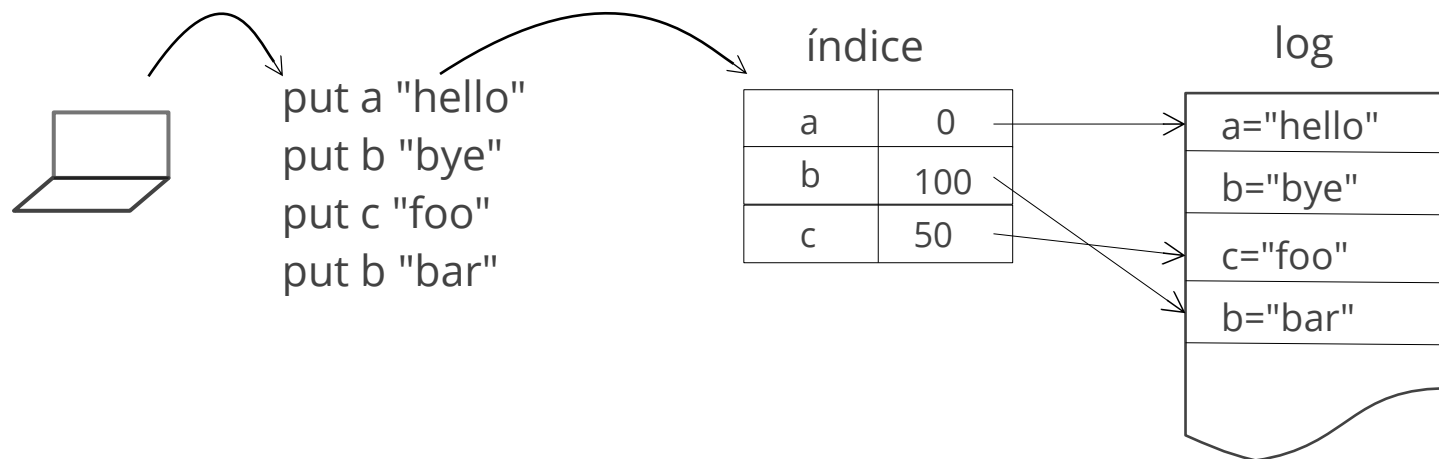 put a "hello"
put b "bye"
put c "foo"
put b "bar"
índice
a 0
b 100
c 50
log
a="hello"
b="bye"
c="foo"
b="bar"